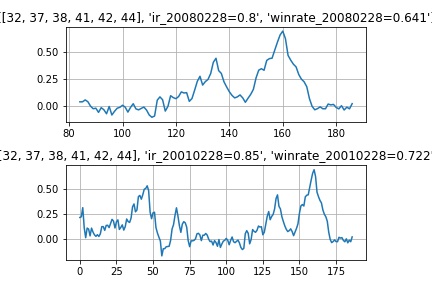 [[32, 37, 38, 41, 42, 44], 'ir_20080228=0.8', 'winrate_20080228=0.641']
0.50
0.25
0.00
80 100 120 140 160 180
[32, 37, 38, 41, 42, 44], 'ir_20010228=0.85', 'winrate_20010228=0.722'
0.50
0.25
0.00
0 25 50 75 100 125 150 175